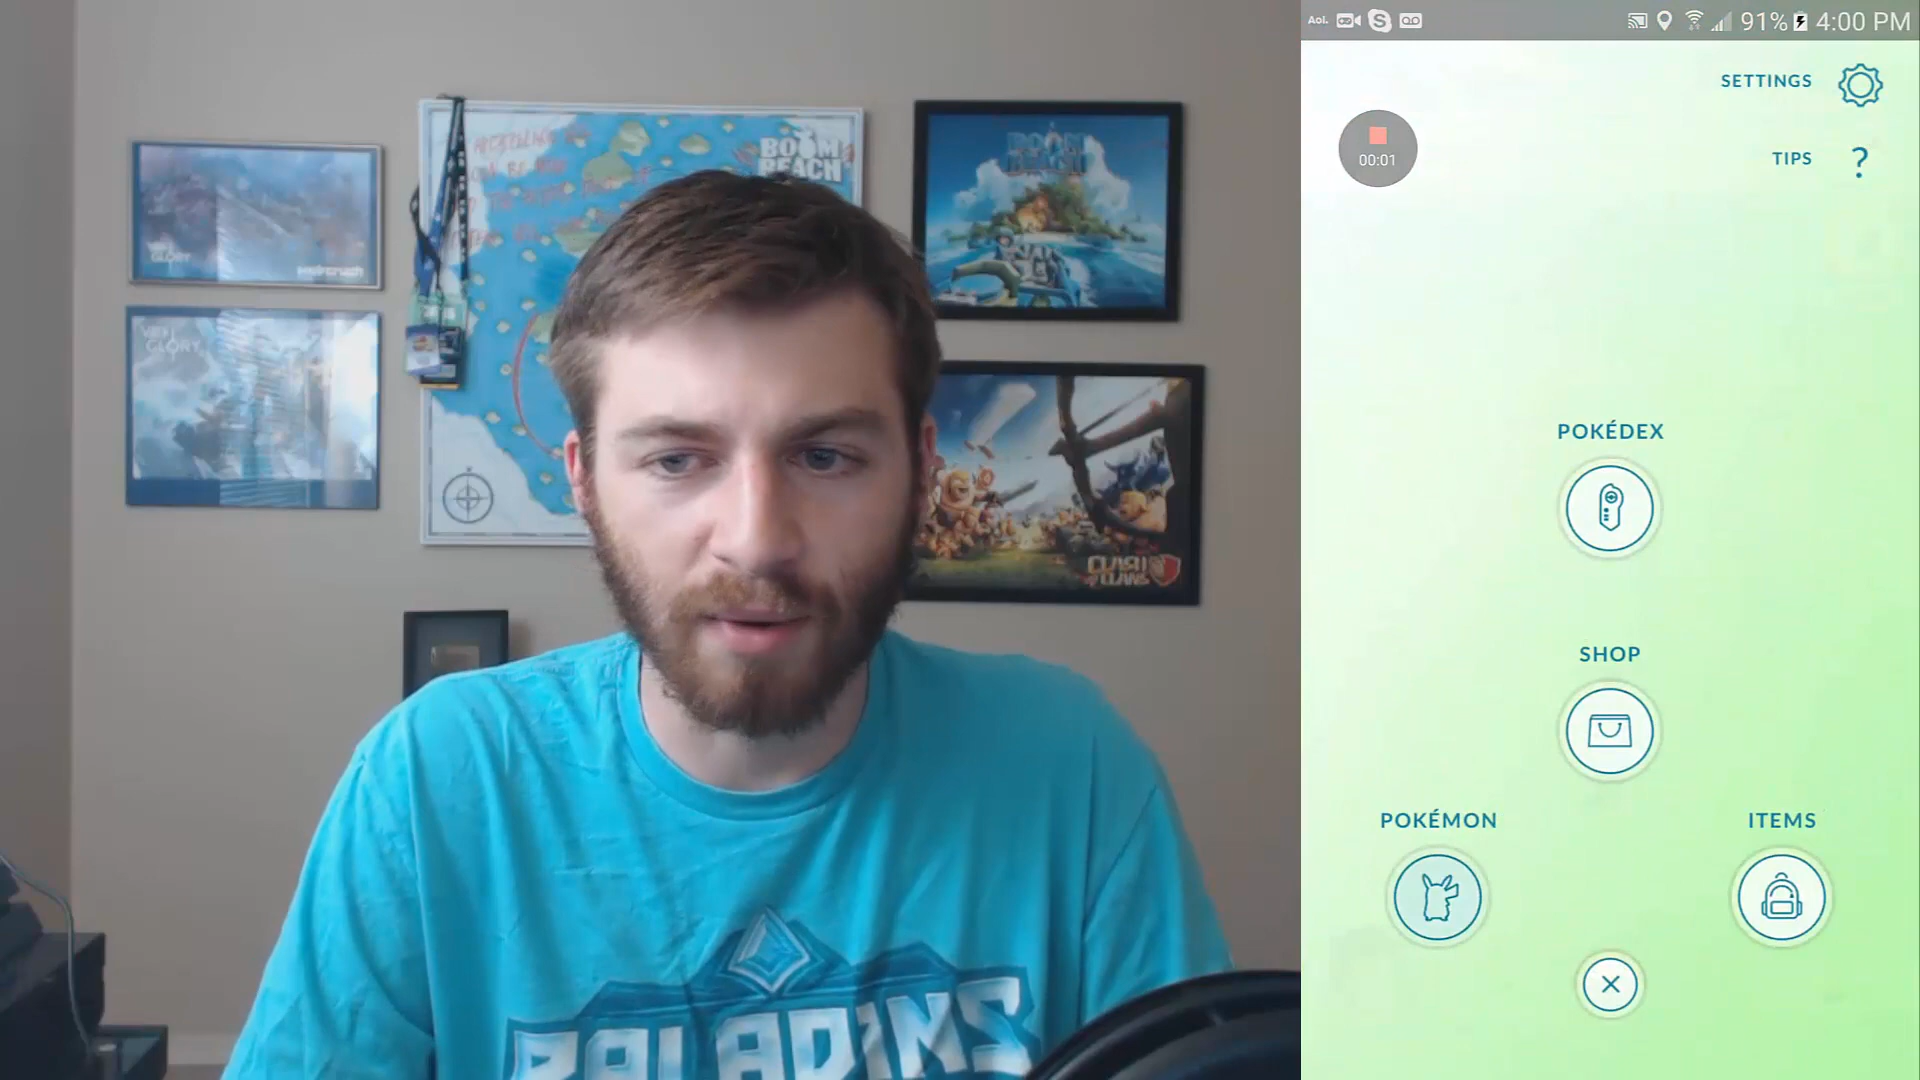 Aol.
91% 4:00 PM
SETTINGS
00:01
TIPS
?
POKÉDEX
SHOP
POKÉMON
ITEMS
BOOM
BEACH
BOOM
BEACH
GLORY
GLORY
CLASH
CLANS
PALADINS